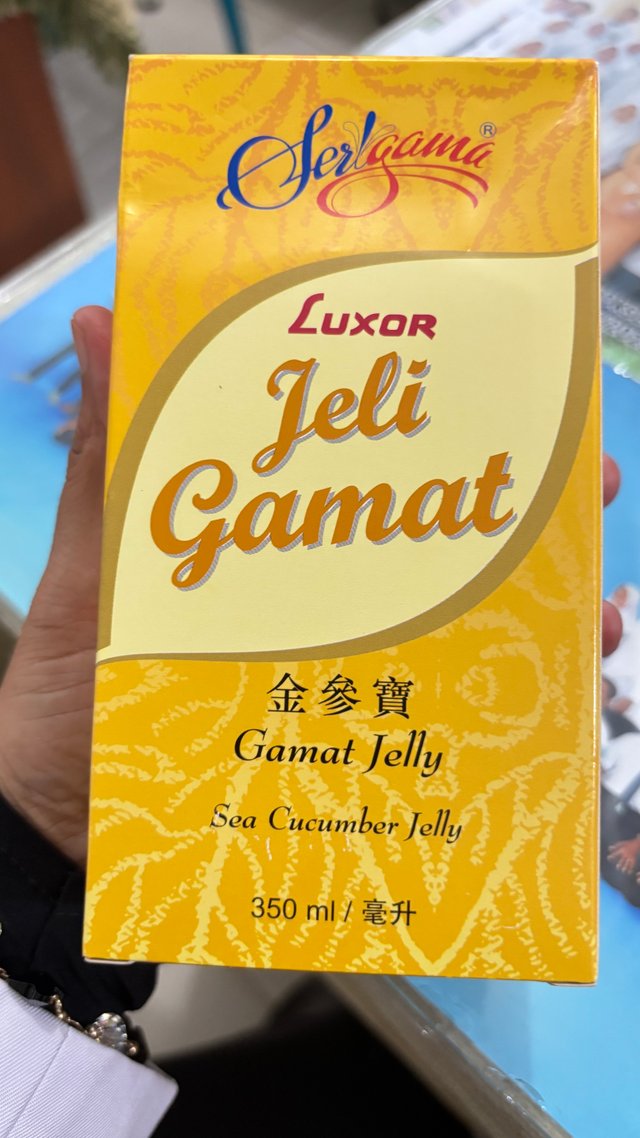 Serigama®
LUXOR
Jeli
Gamat
金參寶
Gamat Jelly
Sea Cucumber Jelly
350 ml / 毫升